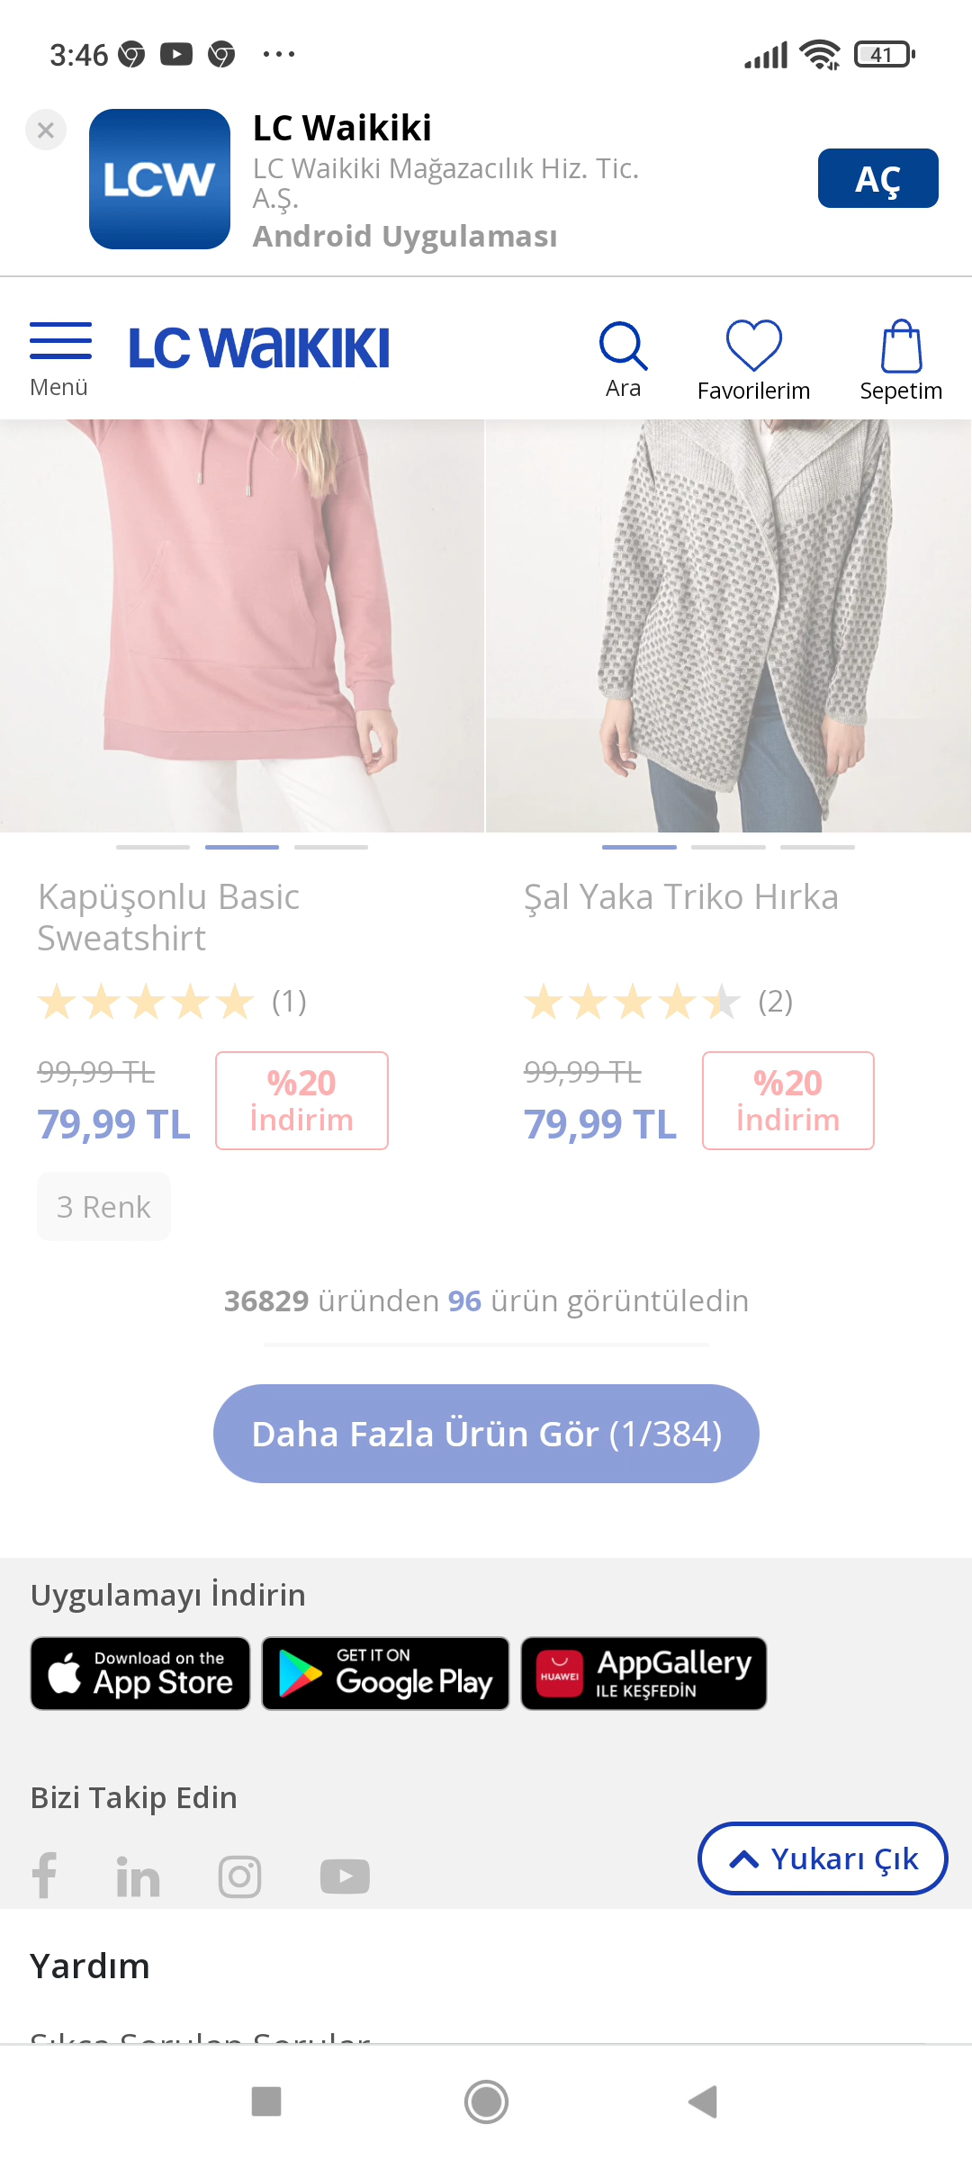 3:46 ... 41
LC Waikiki
LC Waikiki Mağazacılık Hiz. Tic.
A.Ş.
Android Uygulaması
LCW
AÇ
LC WAIKIKI
Menü
Ara
Favorilerim
Sepetim
Kapüşonlu Basic
Sweatshirt
(1)
99,99 TL
79,99 TL
%20
İndirim
3 Renk
Şal Yaka Triko Hırka
(2)
99,99 TL
79,99 TL
%20
İndirim
36829 üründen 96 ürün görüntüledin
Daha Fazla Ürün Gör (1/384)
Uygulamayı İndirin
Download on the
App Store
GET IT ON
Google Play
HUAWEI
AppGallery
ILE KEŞFEDİN
Bizi Takip Edin
Yukarı Çık
Yardım
Sıkça Sorulan Sorular